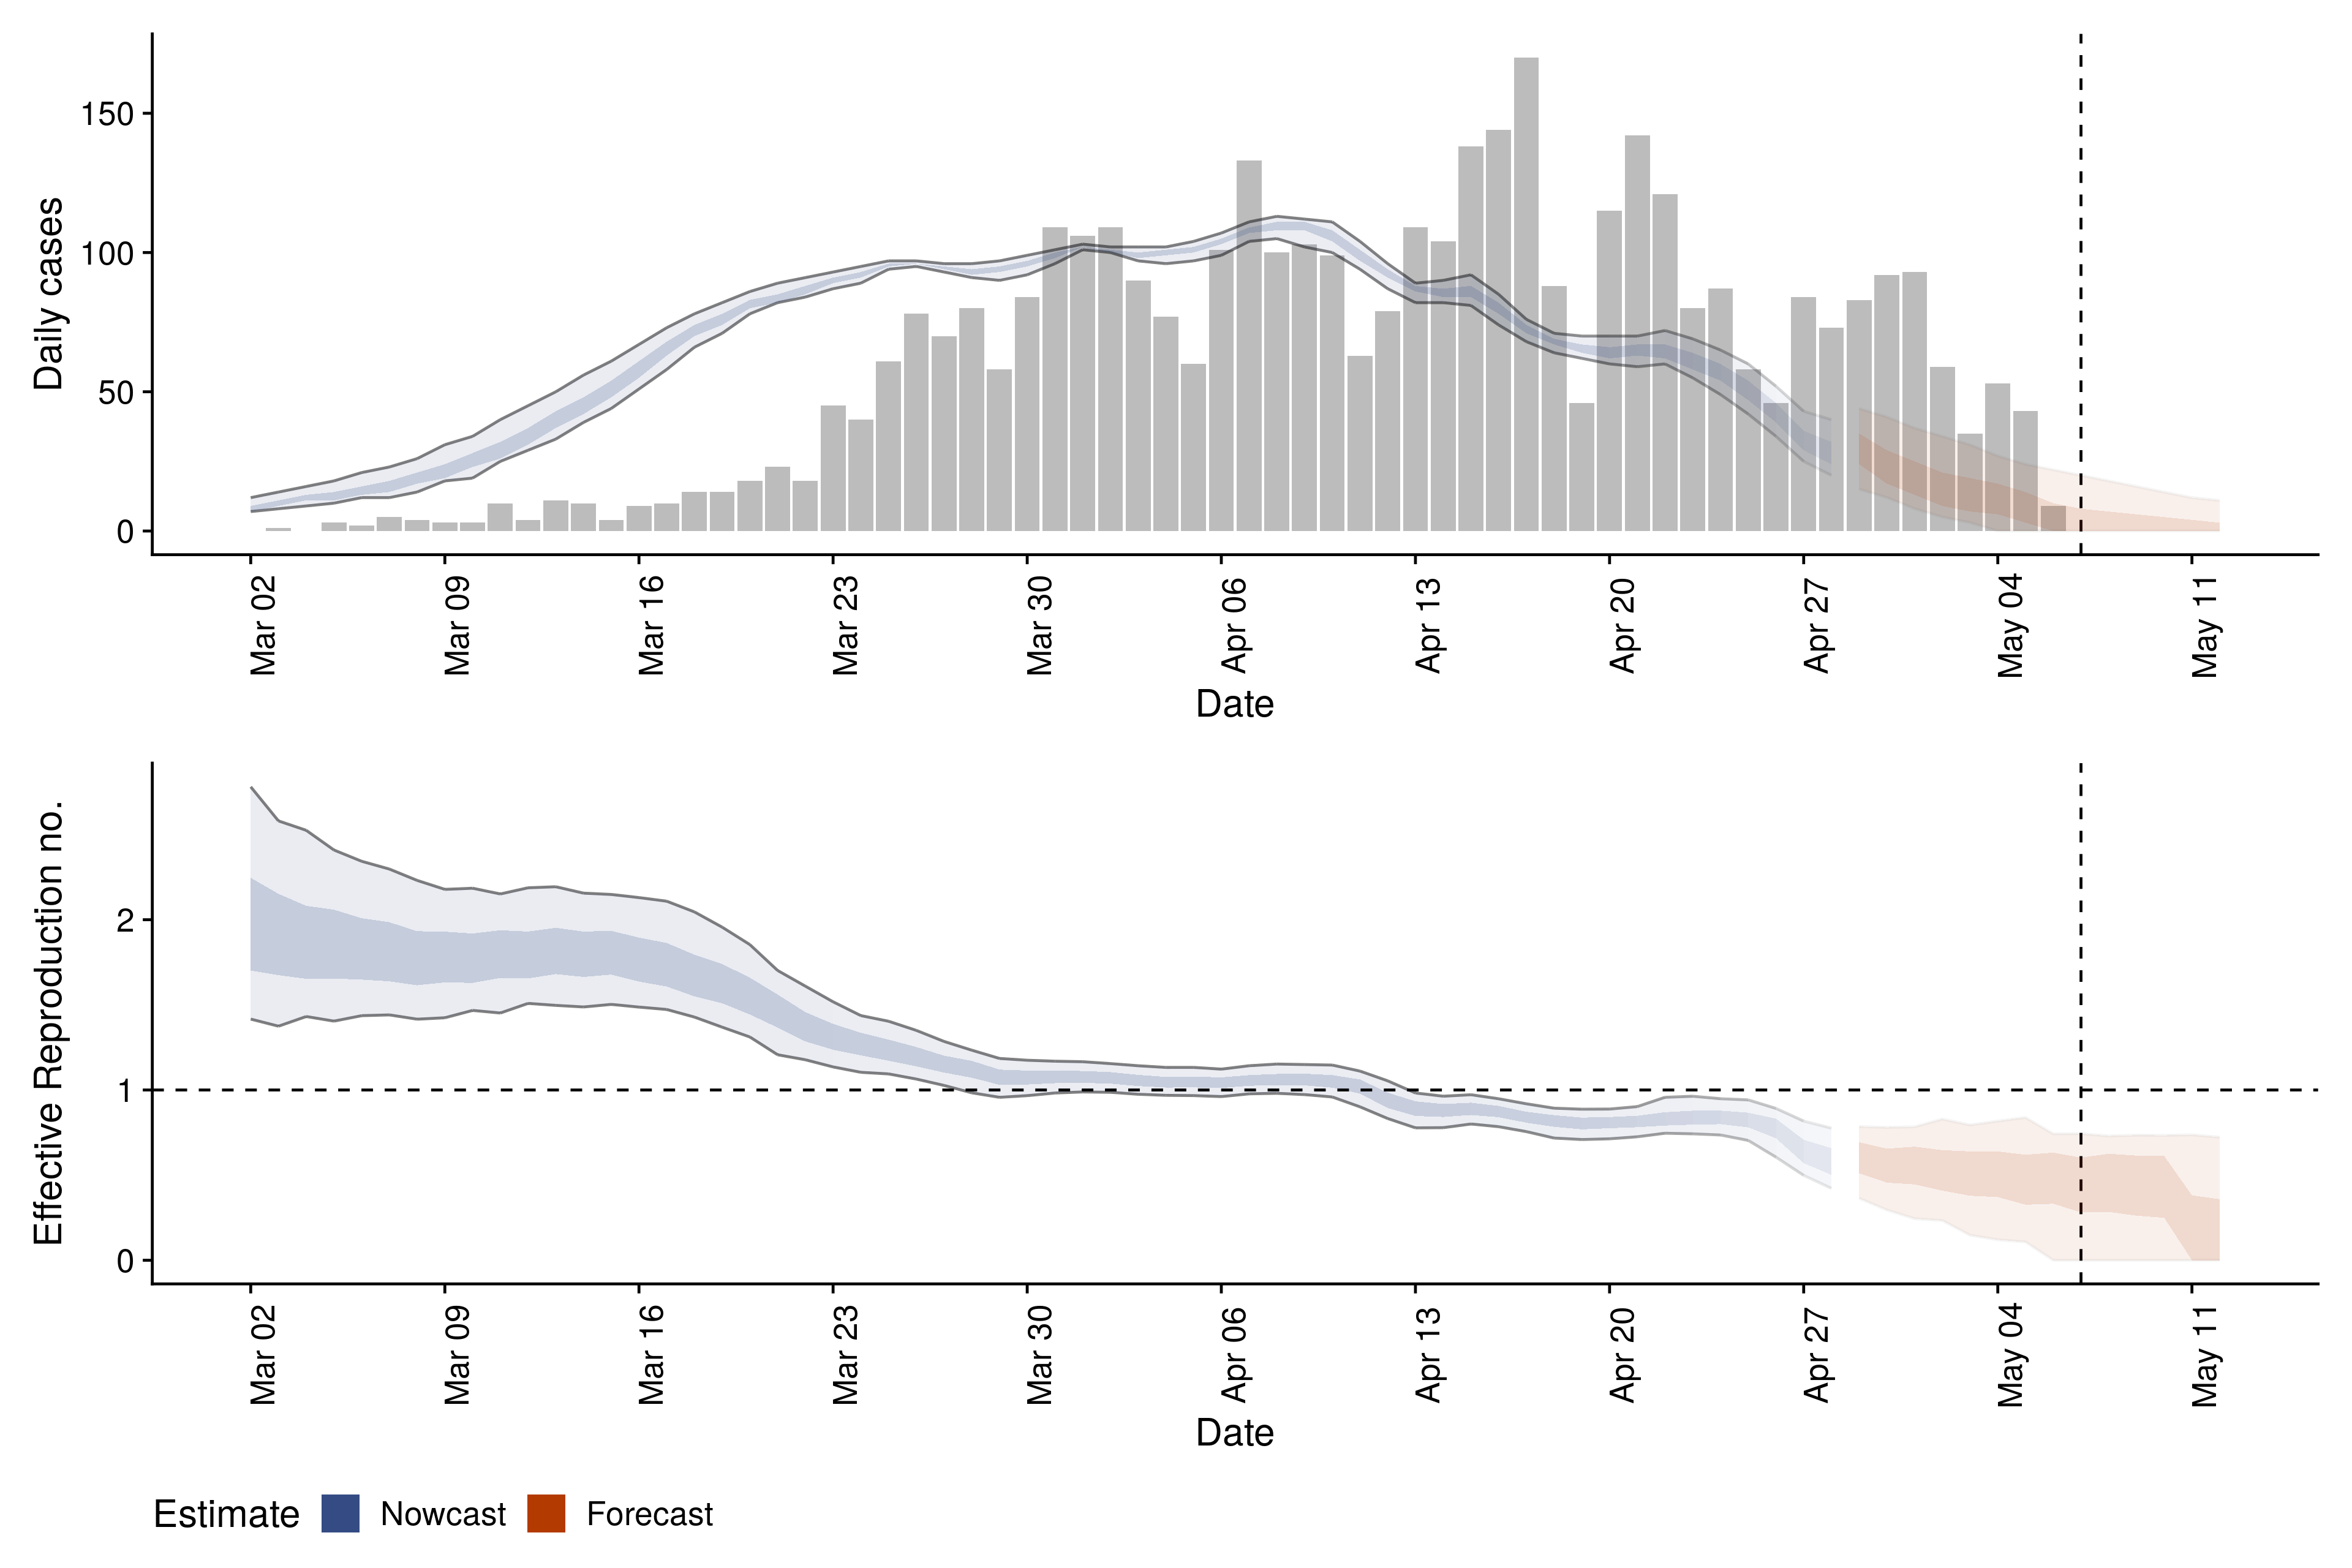 Daily cases
150
100
50
0
Mar 02
Mar 09
Mar 16
Mar 23
Mar 30
Apr 06
Apr 13
Apr 20
Apr 27
May 04
May 11
Date
Effective Reproduction no.
2
1
0
Mar 02
Mar 09
Mar 16
Mar 23
Mar 30
Apr 06
Apr 13
Apr 20
Apr 27
May 04
May 11
Date
Estimate Nowcast Forecast